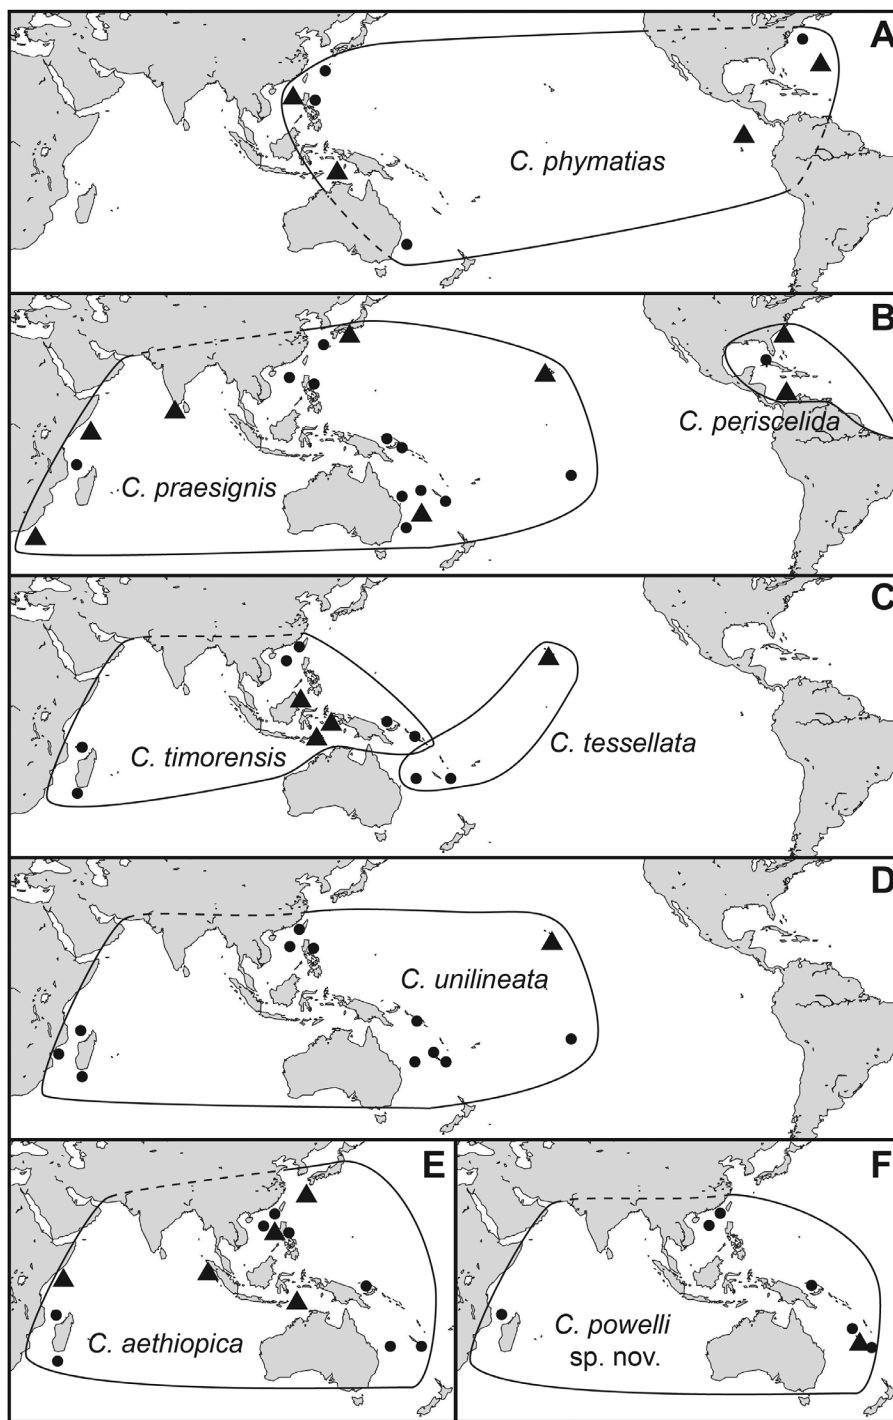 A
C. phymatias
B
C. periscelida
C. praesignis
C
C. timorensis
C. tessellata
D
C. unilineata
E
C. aethiopica
F
C. powelli
sp. nov.